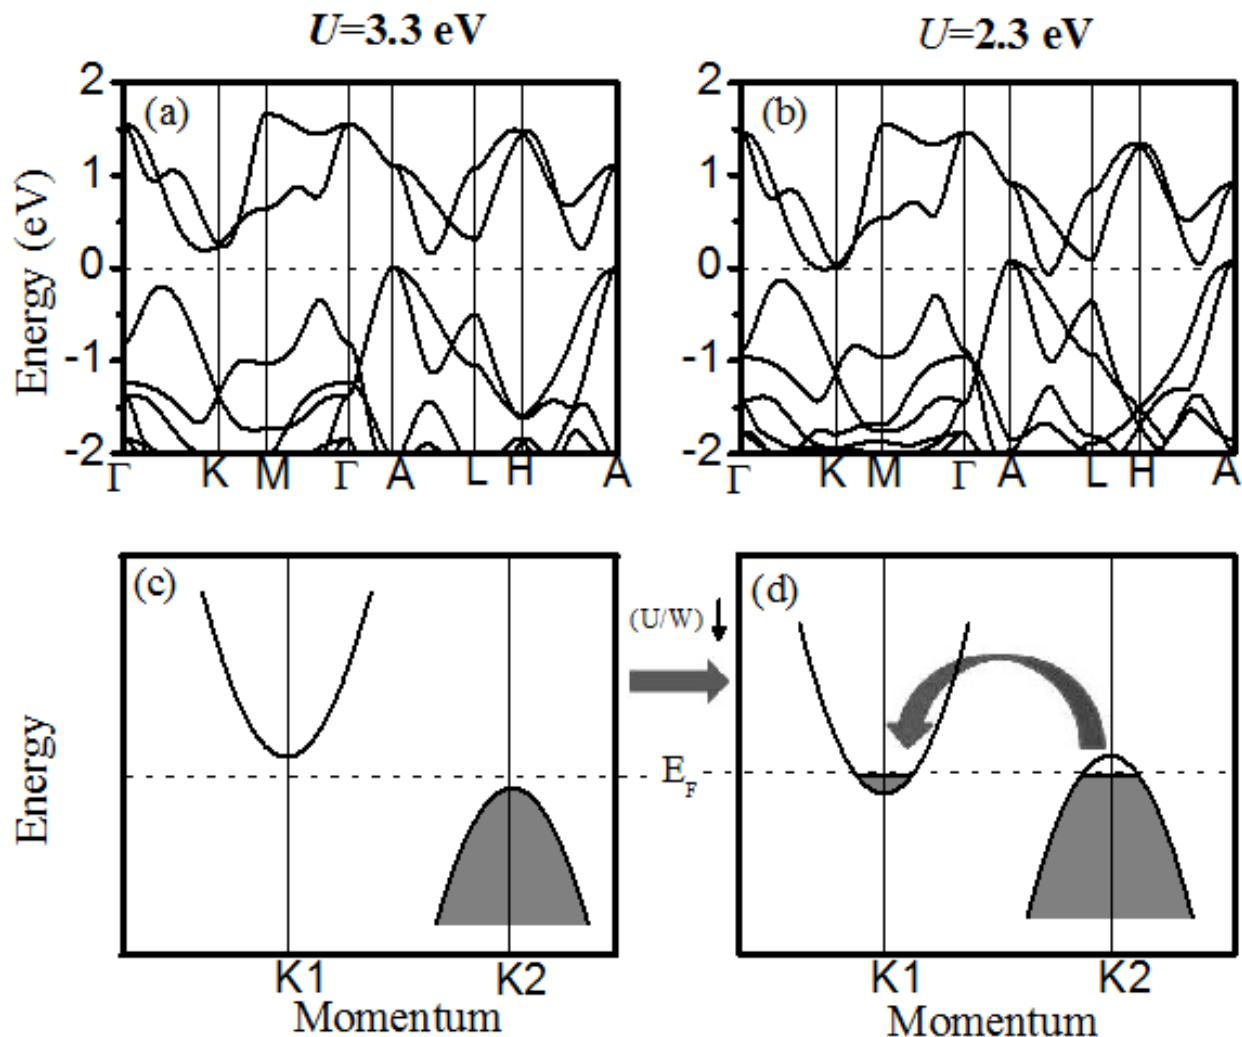 U=3.3 eV
U=2.3 eV
(a)
2
1
0
-1
-2
Energy (eV)
Γ K M Γ A L H A
(b)
2
1
0
-1
-2
Γ K M Γ A L H A
(c)
Energy
K1 K2
Momentum
(U/W)↓
E_F
(d)
K1 K2
Momentum